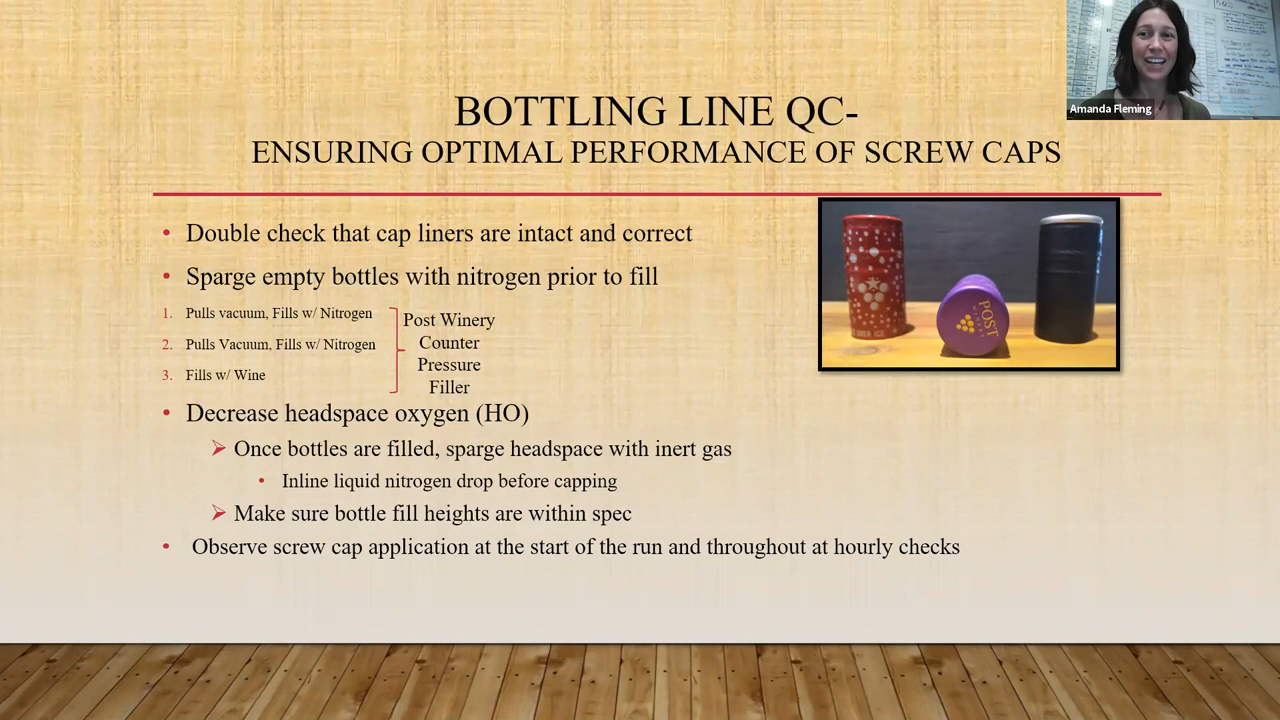 Amanda Fleming
BOTTLING LINE QC-
ENSURING OPTIMAL PERFORMANCE OF SCREW CAPS
• Double check that cap liners are intact and correct
• Sparge empty bottles with nitrogen prior to fill
1. Pulls vacuum, Fills w/ Nitrogen
2. Pulls Vacuum, Fills w/ Nitrogen
3. Fills w/ Wine
Post Winery
Counter
Pressure
Filler
• Decrease headspace oxygen (HO)
➢ Once bottles are filled, sparge headspace with inert gas
• Inline liquid nitrogen drop before capping
➢ Make sure bottle fill heights are within spec
• Observe screw cap application at the start of the run and throughout at hourly checks
POST